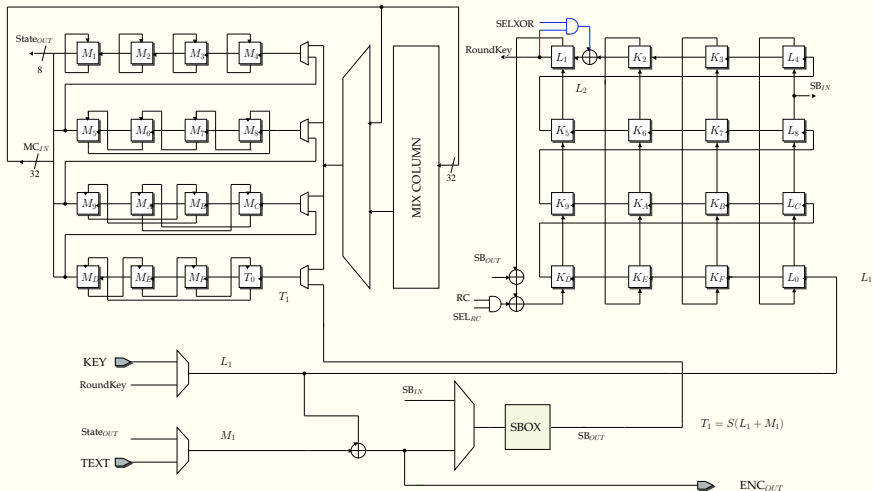 SELXOR
State_OUT M_1 M_2 M_3 M_4 RoundKey L_1 K_2 K_3 L_4
8
L_2 SB_IN
M_5 M_6 M_7 M_8 K_5 K_6 K_7 L_8
MC_IN
32 MIX COLUMN 32
M_9 M_A M_B M_C K_9 K_A K_B L_C
SB_OUT
M_D M_E M_F T_0 K_D K_E K_F L_0 L_1
T_1 RC
SEL_RC
KEY L_1
RoundKey SB_IN
State_OUT M_1 SBOX SB_OUT T_1 = S(L_1 + M_1)
TEXT
ENC_OUT